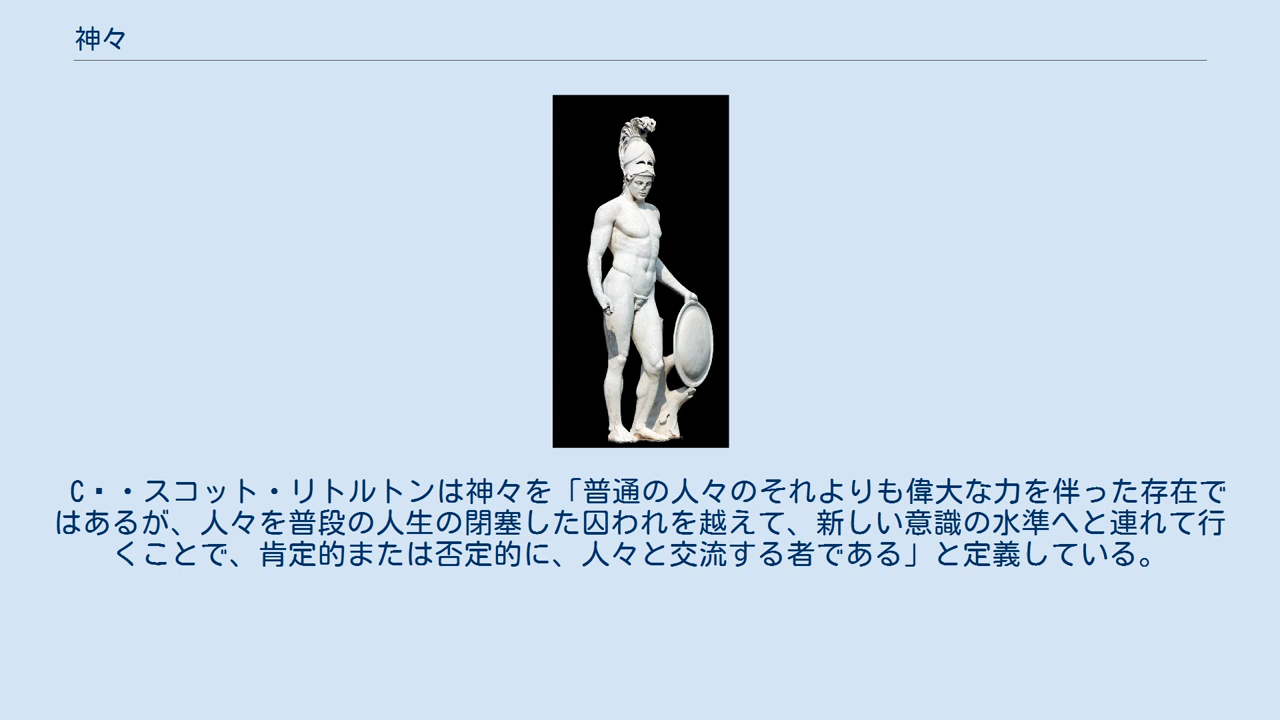 神々
C▪・スコット・リトルトンは神々を「普通の人々のそれよりも偉大な力を伴った存在で
はあるが、人々を普段の人生の閉塞した囚われを越えて、新しい意識の水準へと連れて行
くことで、肯定的または否定的に、人々と交流する者である」と定義している。